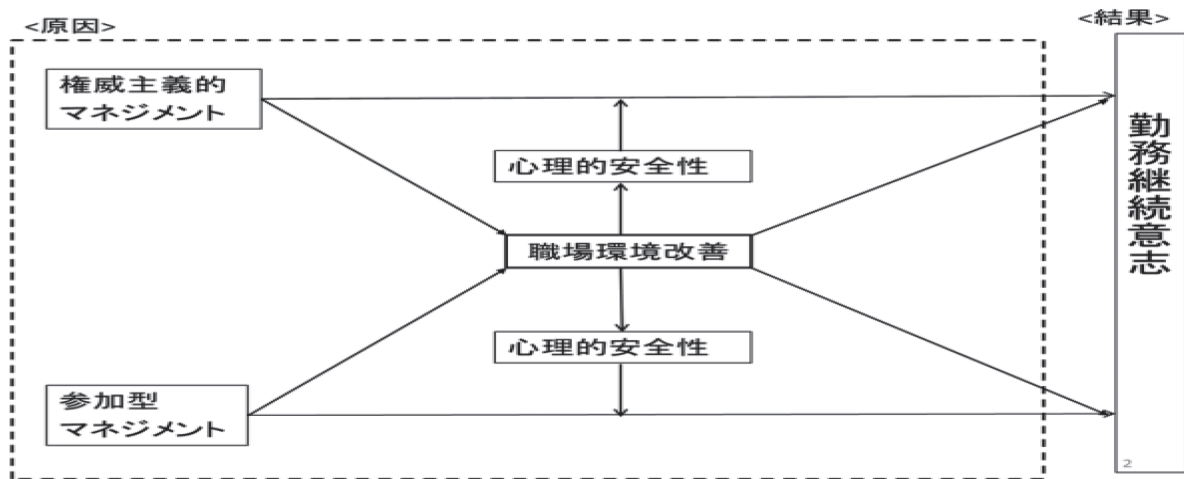 <原因>
<結果>
権威主義的
マネジメント
心理的安全性
職場環境改善
心理的安全性
参加型
マネジメント
勤務継続意志
2